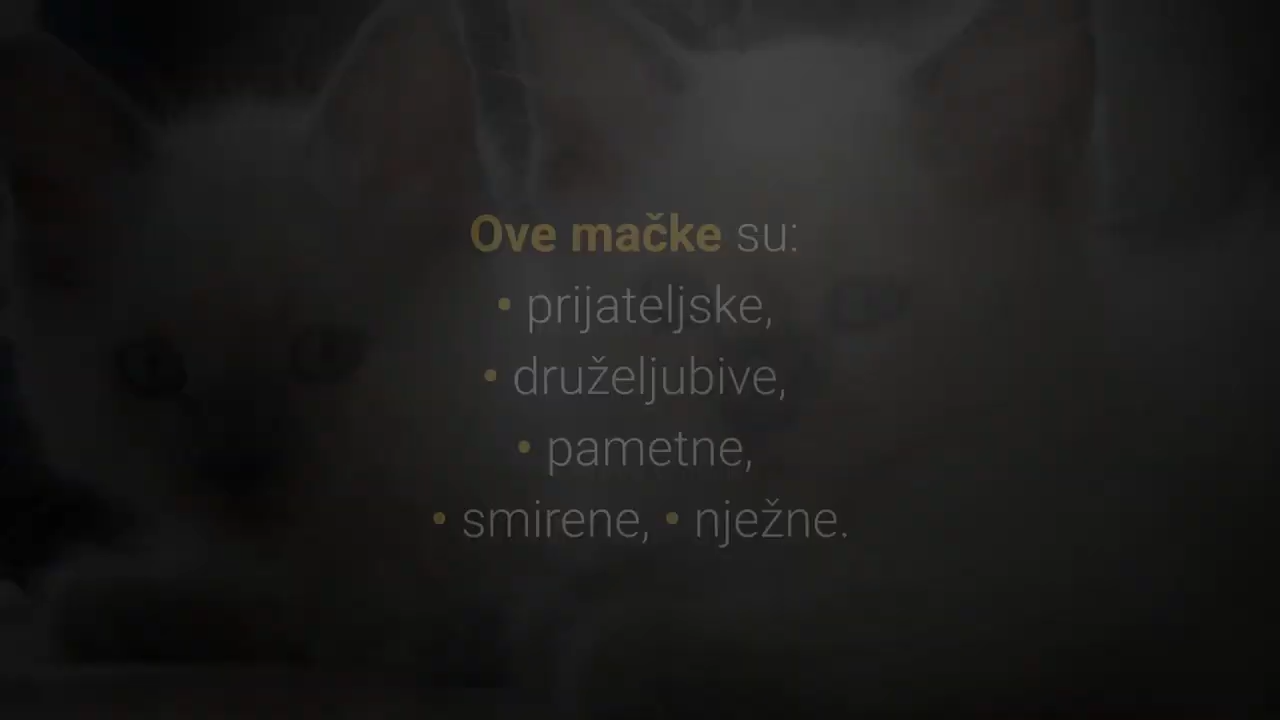 Ove mačke su:
• prijateljske,
• druželjubive,
• pametne,
• smirene, • nježne.